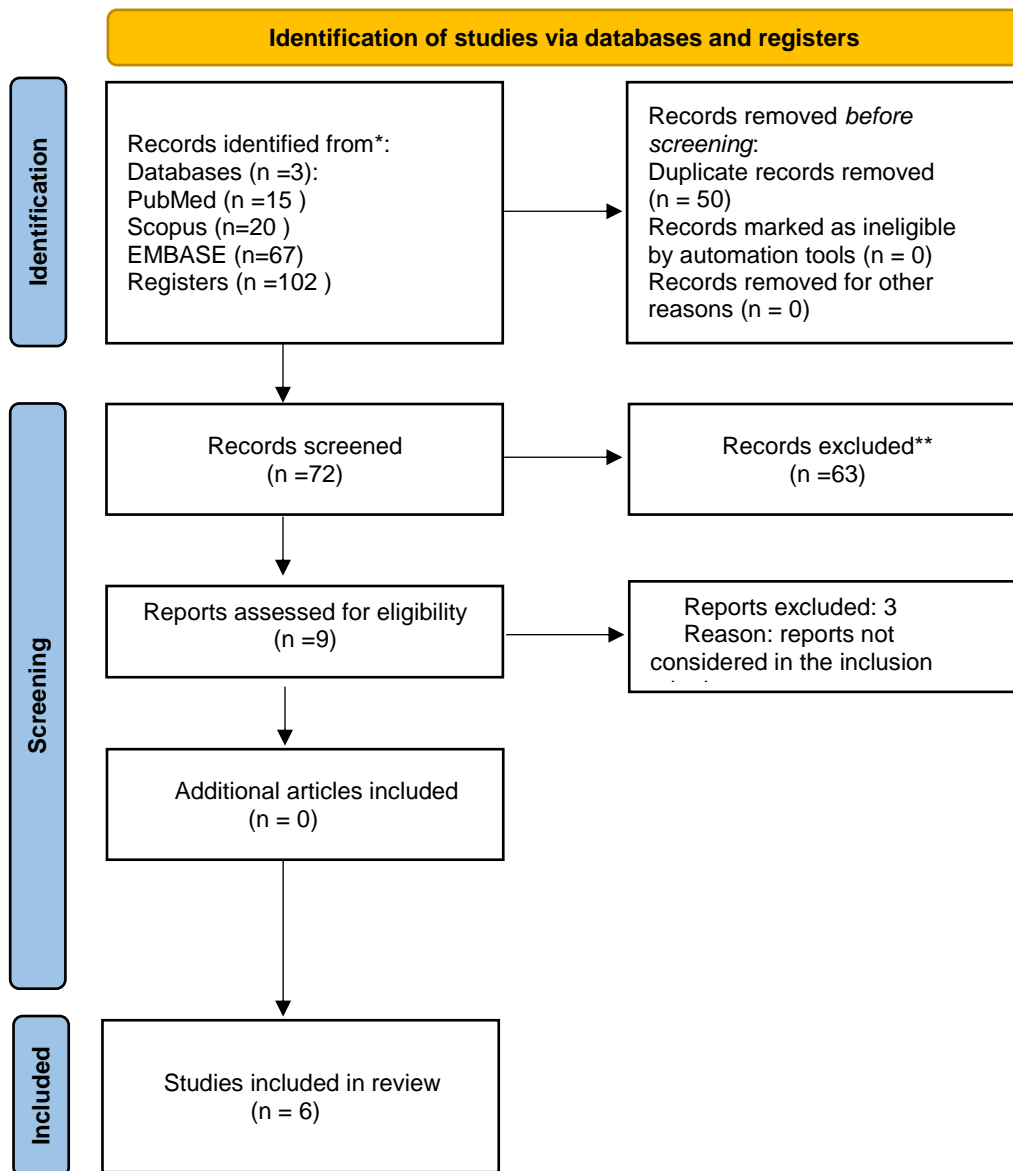 Identification of studies via databases and registers
Identification
Records identified from*:
Databases (n =3):
PubMed (n =15 )
Scopus (n=20 )
EMBASE (n=67)
Registers (n =102 )
Records removed before
screening:
Duplicate records removed
(n = 50)
Records marked as ineligible
by automation tools (n = 0)
Records removed for other
reasons (n = 0)
Screening
Records screened
(n =72)
Records excluded**
(n =63)
Reports assessed for eligibility
(n =9)
Reports excluded: 3
Reason: reports not
considered in the inclusion
Additional articles included
(n = 0)
Included
Studies included in review
(n = 6)